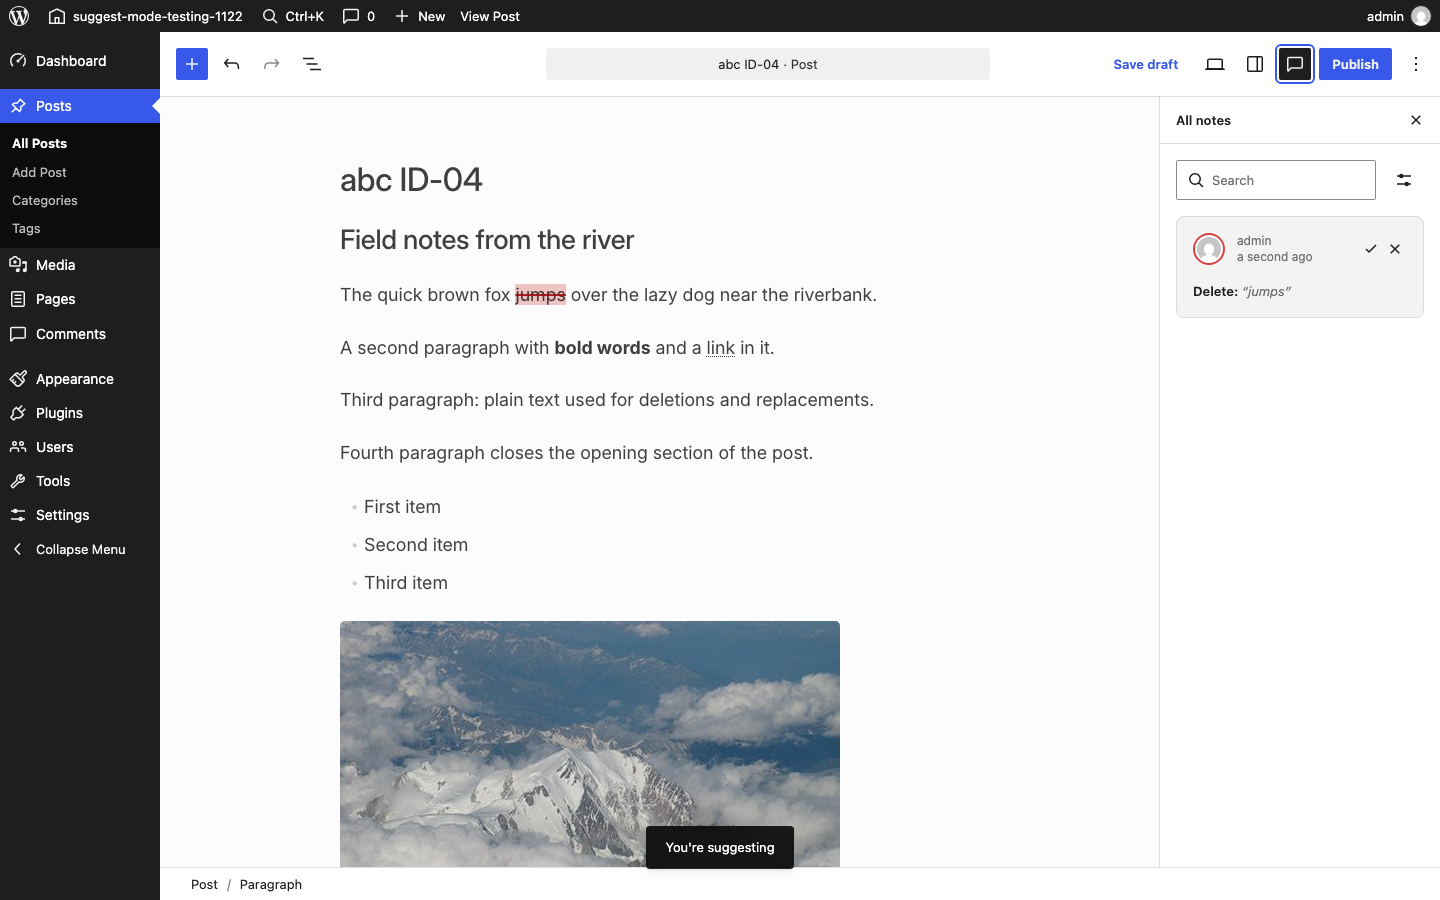 suggest-mode-testing-1122 Ctrl+K 0 New View Post admin
Dashboard
Posts
All Posts
Add Post
Categories
Tags
Media
Pages
Comments
Appearance
Plugins
Users
Tools
Settings
Collapse Menu
abc ID-04 · Post
Save draft
Publish
abc ID-04
Field notes from the river
The quick brown fox jumps over the lazy dog near the riverbank.
A second paragraph with bold words and a link in it.
Third paragraph: plain text used for deletions and replacements.
Fourth paragraph closes the opening section of the post.
• First item
• Second item
• Third item
You're suggesting
All notes
Search
admin
a second ago
Delete: “jumps”
Post / Paragraph